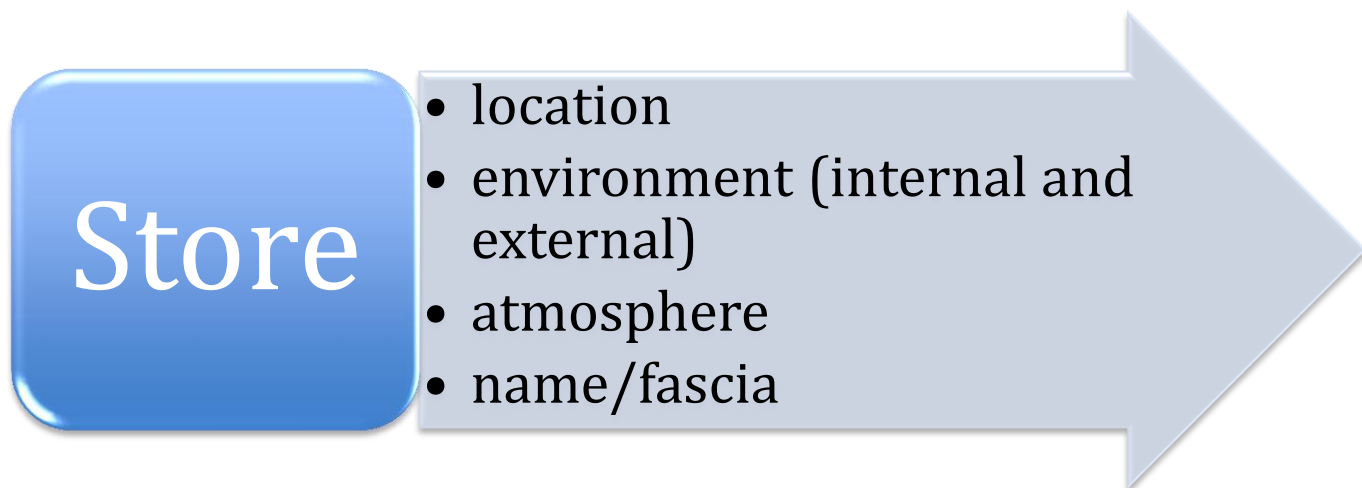 Store
• location
• environment (internal and
external)
• atmosphere
• name/fascia